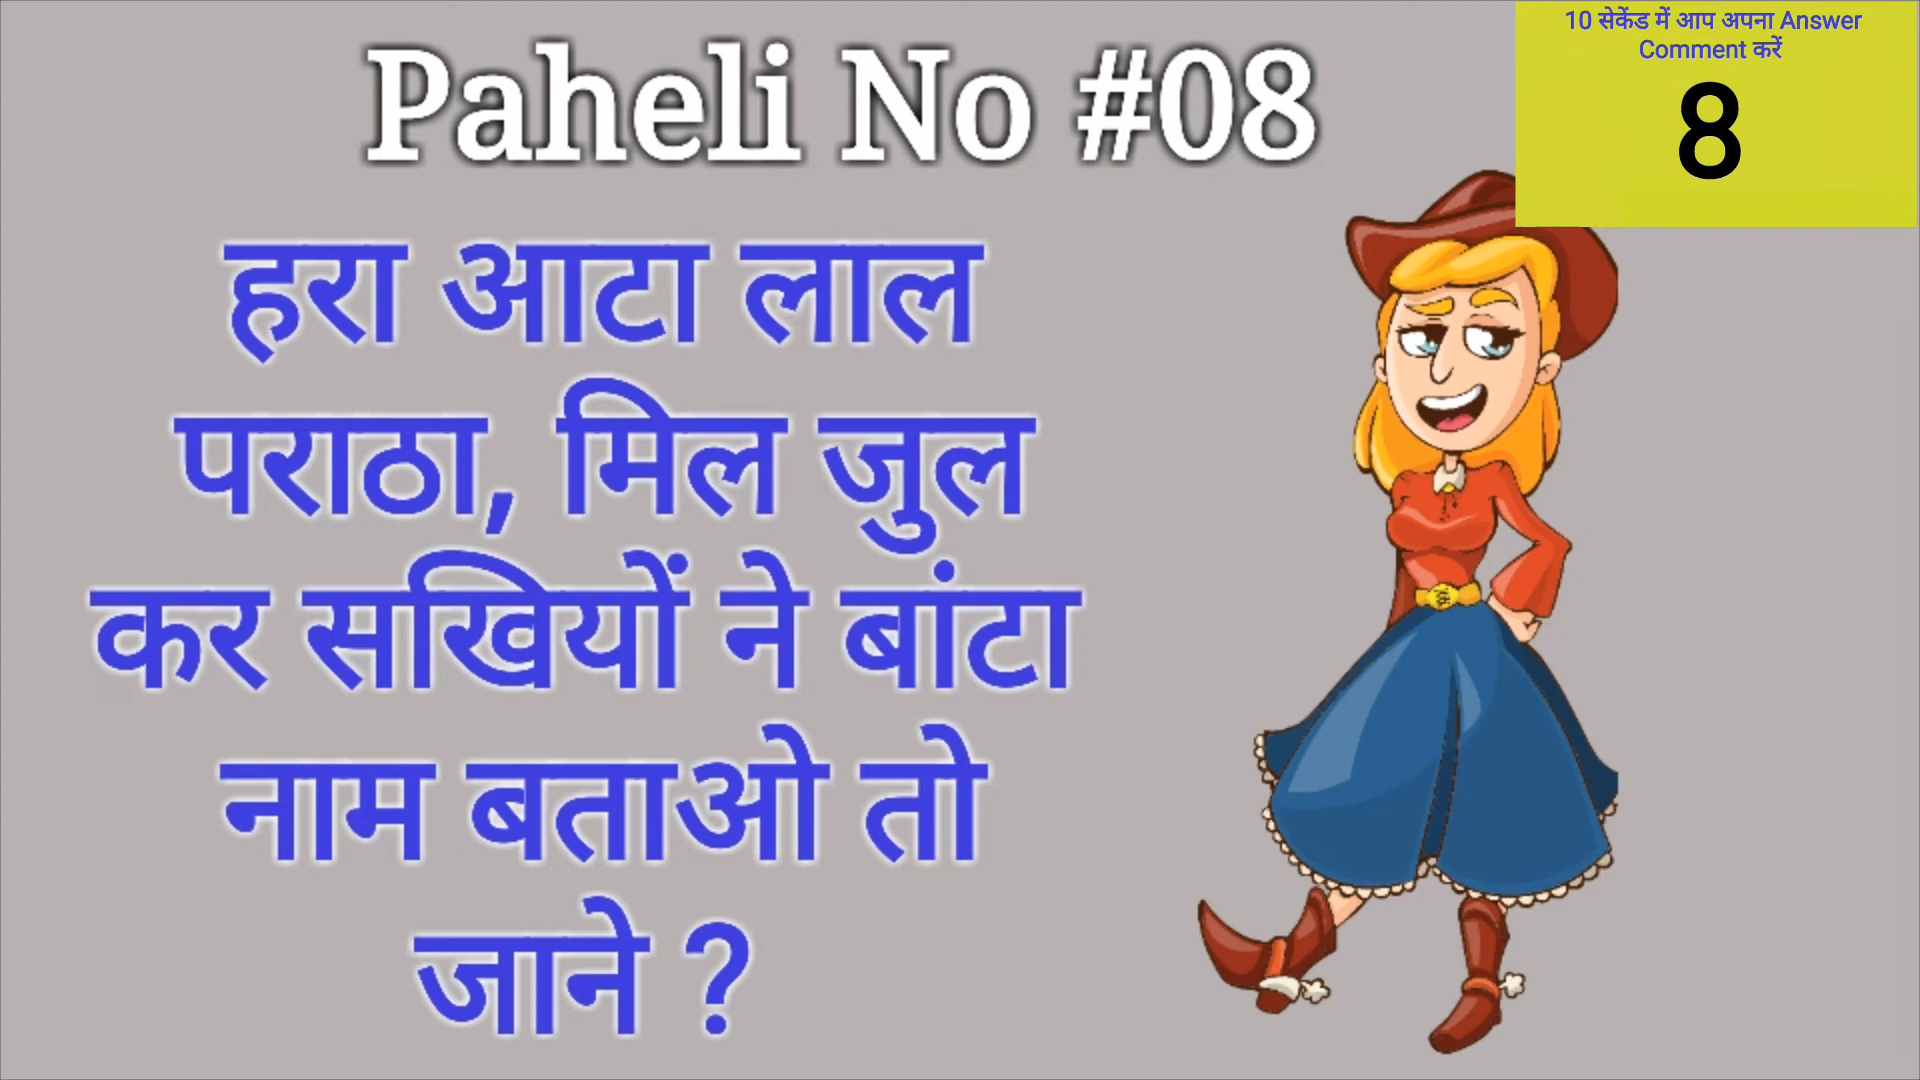 Paheli No #08
10 सेकेंड में आप अपना Answer
Comment करें
8
हरा आटा लाल
पराठा, मिल जुल
कर सखियों ने बांटा
नाम बताओ तो
जाने ?